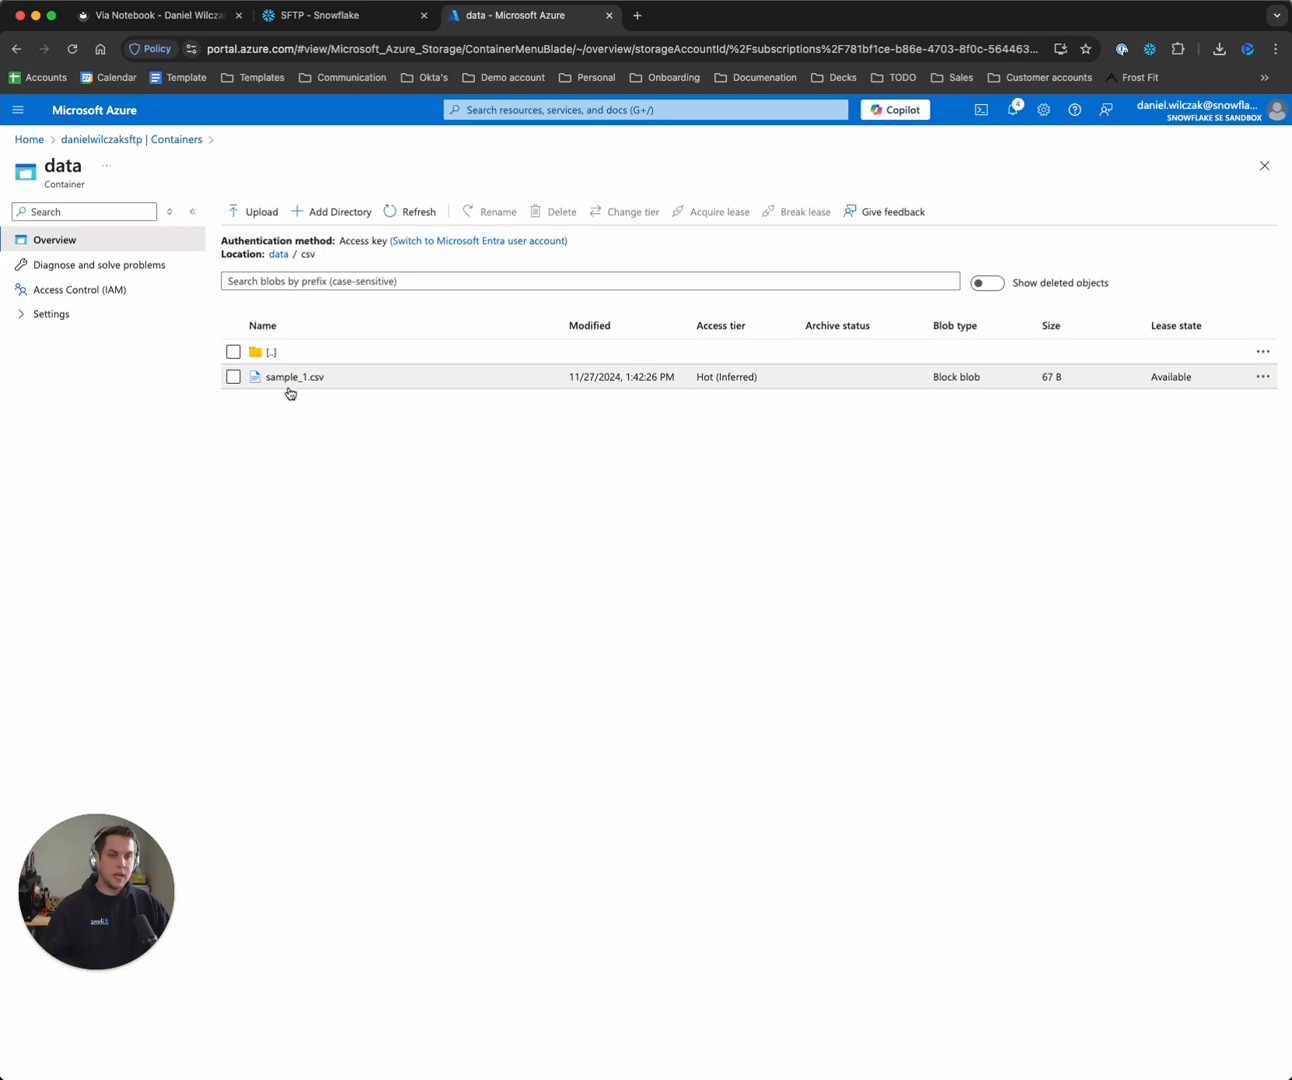 Via Notebook - Daniel Wilcza
SFTP - Snowflake
data - Microsoft Azure
Policy
portal.azure.com/#view/Microsoft_Azure_Storage/ContainerMenuBlade/~/overview/storageAccountId/%2Fsubscriptions%2F781bf1ce-b86e-4703-8f0c-564463...
Accounts
Calendar
Template
Templates
Communication
Okta's
Demo account
Personal
Onboarding
Documenation
Decks
TODO
Sales
Customer accounts
Frost Fit
Microsoft Azure
Search resources, services, and docs (G+/)
Copilot
4
daniel.wilczak@snowfla...
SNOWFLAKE SE SANDBOX
Home > danielwilczaksftp | Containers >
data ...
Container
Search
Upload
Add Directory
Refresh
Rename
Delete
Change tier
Acquire lease
Break lease
Give feedback
Overview
Diagnose and solve problems
Access Control (IAM)
Settings
Authentication method: Access key (Switch to Microsoft Entra user account)
Location: data / csv
Search blobs by prefix (case-sensitive)
Show deleted objects
Name Modified Access tier Archive status Blob type Size Lease state
[..]
sample_1.csv 11/27/2024, 1:42:26 PM Hot (Inferred) Block blob 67 B Available